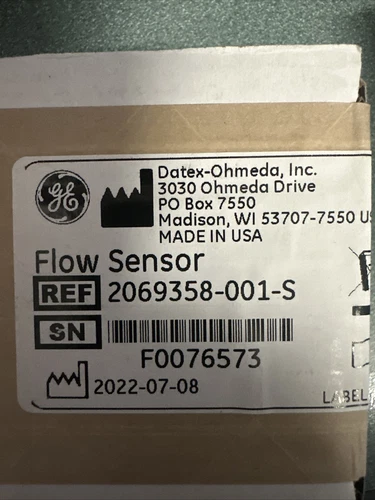 GE
Datex-Ohmeda, Inc.
3030 Ohmeda Drive
PO Box 7550
Madison, WI 53707-7550
MADE IN USA
Flow Sensor
REF 2069358-001-S
SN
F0076573
2022-07-08
LABEL